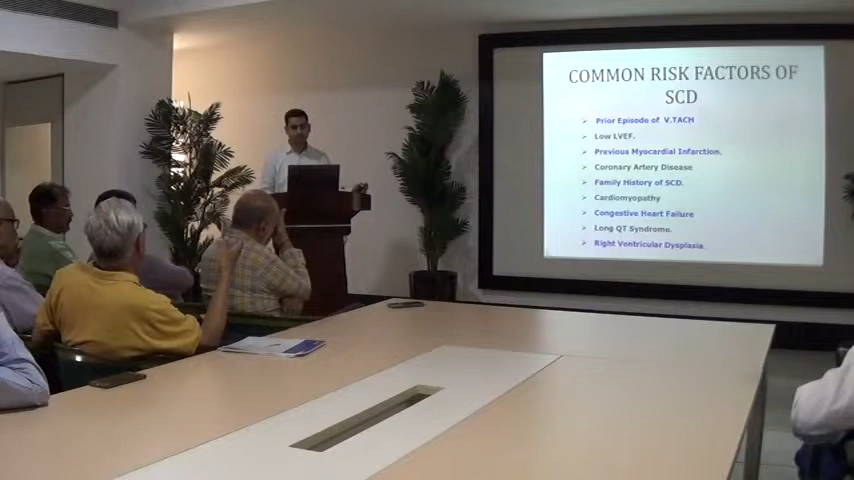 COMMON RISK FACTORS OF
SCD
Prior Episode of V.TACH
Low LVEF.
Previous Myocardial Infarction.
Coronary Artery Disease
Family History of SCD.
Cardiomyopathy
Congestive Heart Failure
Long QT Syndrome.
Right Ventricular Dysplasia.